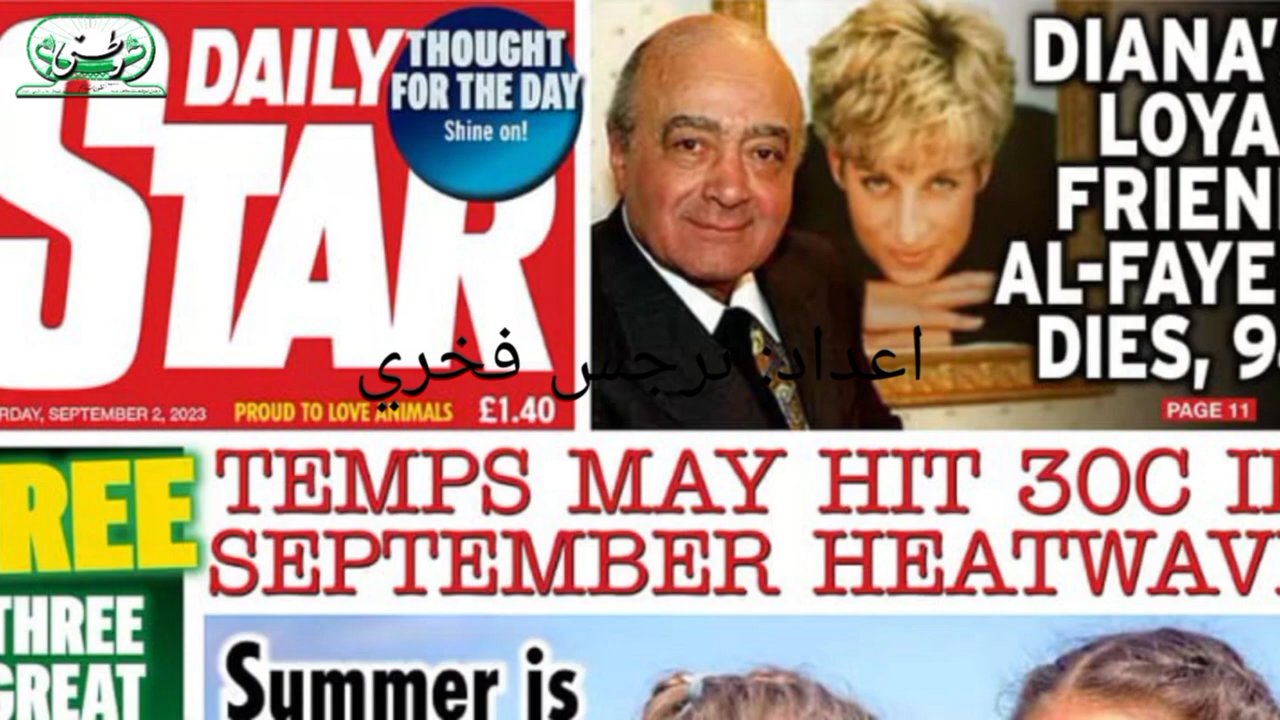 وطني
DAILY
STAR
THOUGHT
FOR THE DAY
Shine on!
RDAY, SEPTEMBER 2, 2023
PROUD TO LOVE ANIMALS
£1.40
DIANA'
LOYA
FRIEN
AL-FAYE
DIES, 9
PAGE 11
اعداد: نرجس فخري
REE
TEMPS MAY HIT 30C I
SEPTEMBER HEATWAV
THREE
GREAT
Summer is